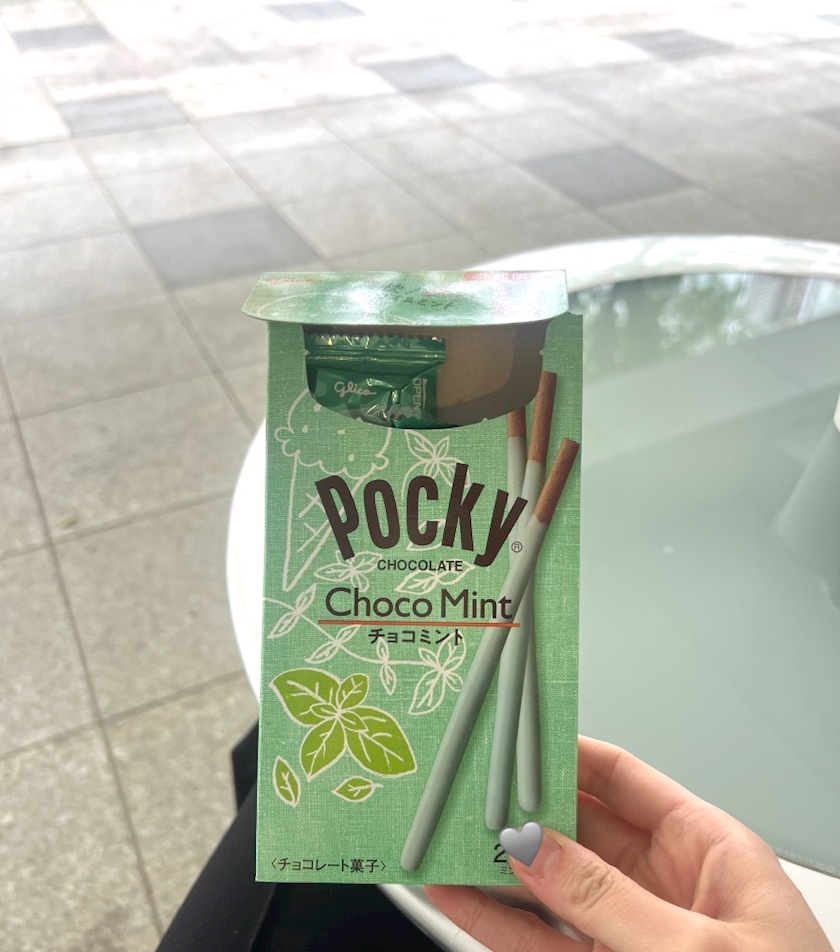 Glico
OPEN
POCKY®
CHOCOLATE
Choco Mint
チョコミント
〈チョコレート菓子〉
2